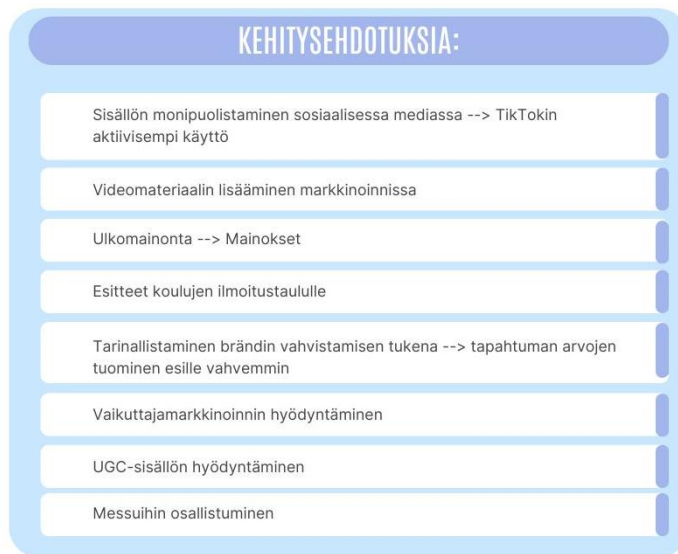 KEHITYSEHDOTUKSIA:
Sisällön monipuolistaminen sosiaalisessa mediassa --> TikTokin
aktiivisempi käyttö
Videomateriaalin lisääminen markkinoinnissa
Ulkomainonta --> Mainokset
Esitteet koulujen ilmoitustaululle
Tarinallistaminen brändin vahvistamisen tukena --> tapahtuman arvojen
tuominen esille vahvemmin
Vaikuttajamarkkinoinnin hyödyntäminen
UGC-sisällön hyödyntäminen
Messuihin osallistuminen